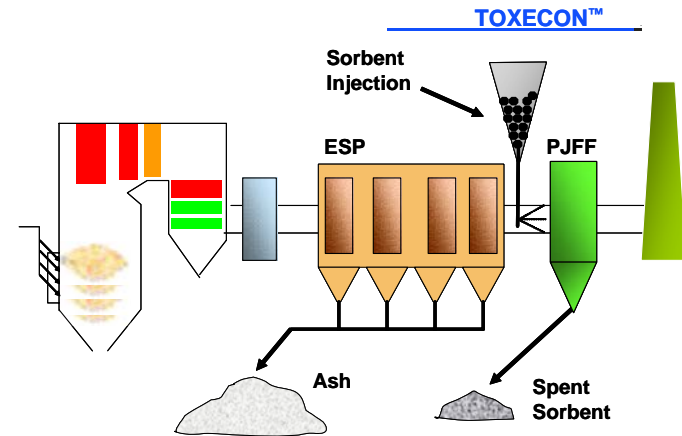 TOXECON™
Sorbent
Injection
ESP
PJFF
Ash
Spent
Sorbent